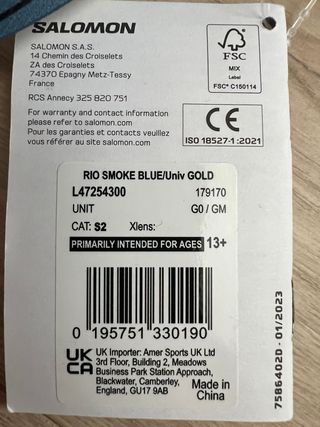 SALOMON
SALOMON S.A.S.
14 Chemin des Croiselets
ZA des Croiselets
74370 Epagny Metz-Tessy
France
RCS Annecy 325 820 751
For warranty and contact information
please refer to salomon.com
Pour les garanties et contacts veuillez
vous référer au site salomon.com
FSC
MIX
Label
FSC® C150114
CE
ISO 18527-1:2021
RIO SMOKE BLUE/Univ GOLD
L47254300 179170
UNIT G0 / GM
CAT: S2 Xlens:
PRIMARILY INTENDED FOR AGES 13+
0 195751 330190
UK
CA
UK Importer: Amer Sports UK Ltd
3rd Floor, Building 2, Meadows
Business Park Station Approach,
Blackwater, Camberley,
England, GU17 9AB
Made in
China
7586402D - 01/2023